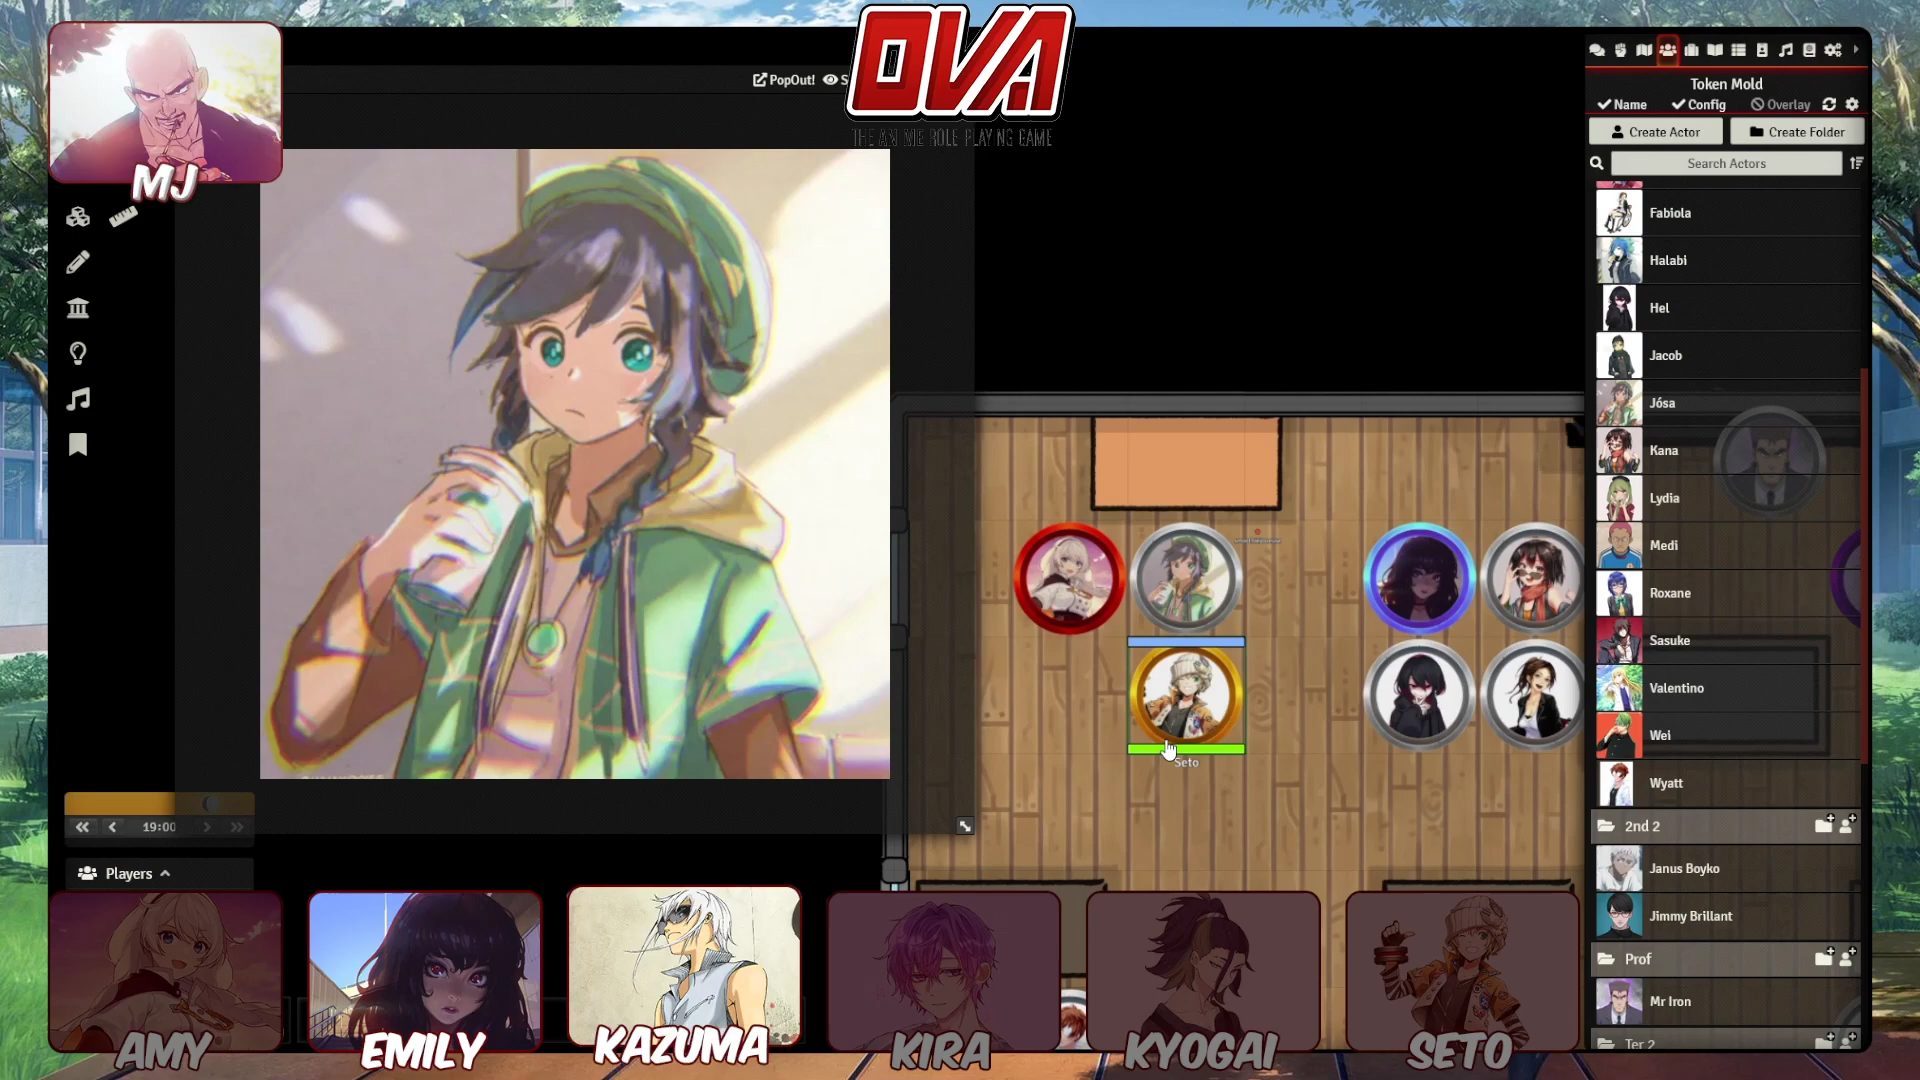 OVA
THE ANIME ROLE-PLAYING GAME
MJ
PopOut!
S
Token Mold
Name
Config
Overlay
Create Actor
Create Folder
Search Actors
Fabiola
Halabi
Hel
Jacob
Jósa
Kana
Lydia
Medi
Roxane
Sasuke
Valentino
Wei
Wyatt
2nd 2
Janus Boyko
Jimmy Brillant
Prof
Mr Iron
Ter 2
Seto
19:00
Players
AMY
EMILY
KAZUMA
KIRA
KYOGAI
SETO